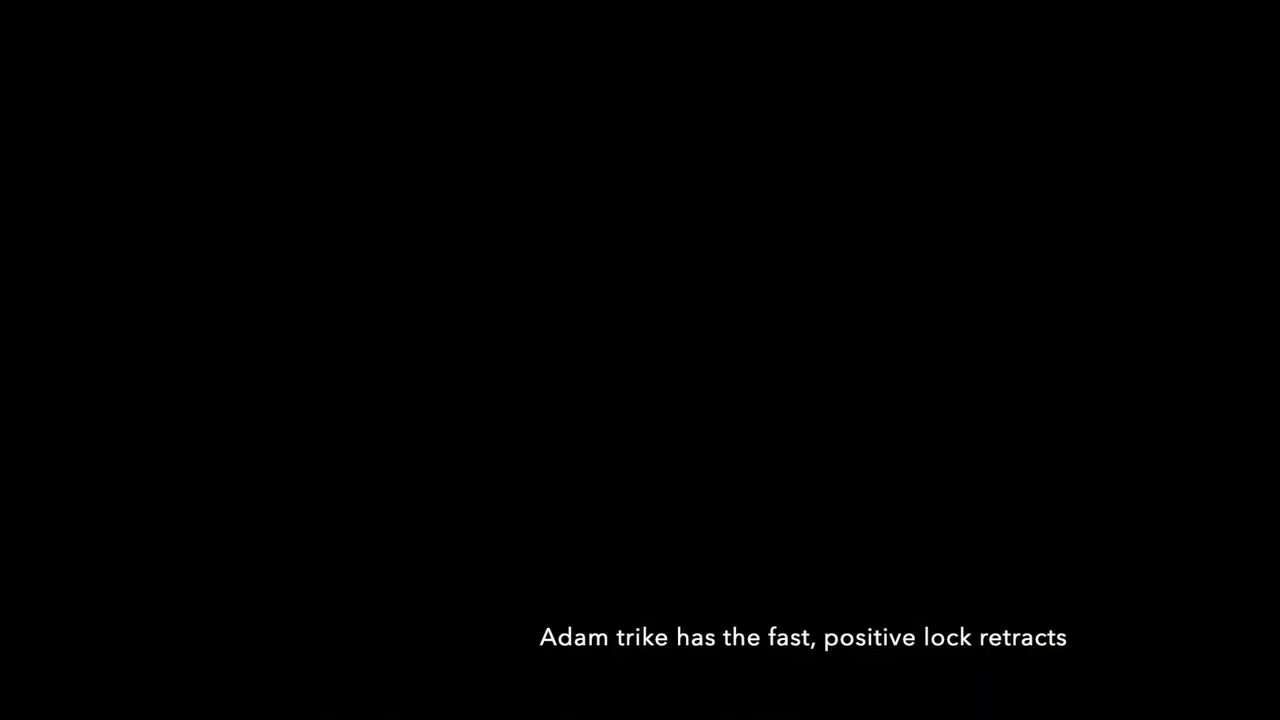 Adam trike has the fast, positive lock retracts